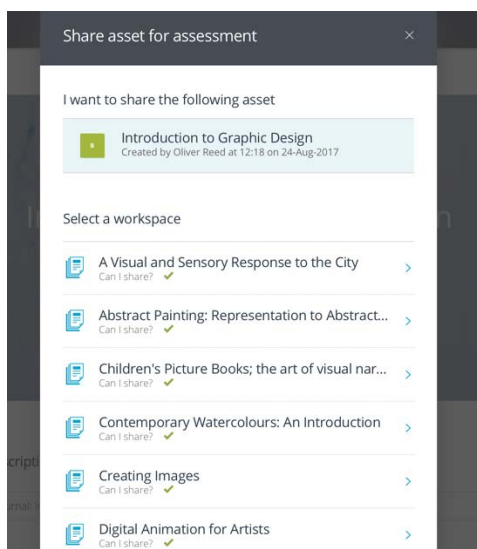 Share asset for assessment ×
I want to share the following asset
Introduction to Graphic Design
Created by Oliver Reed at 12:18 on 24-Aug-2017
Select a workspace
A Visual and Sensory Response to the City
Can I share? ✔
Abstract Painting: Representation to Abstract...
Can I share? ✔
Children's Picture Books; the art of visual nar...
Can I share? ✔
Contemporary Watercolours: An Introduction
Can I share? ✔
Creating Images
Can I share? ✔
Digital Animation for Artists
Can I share? ✔